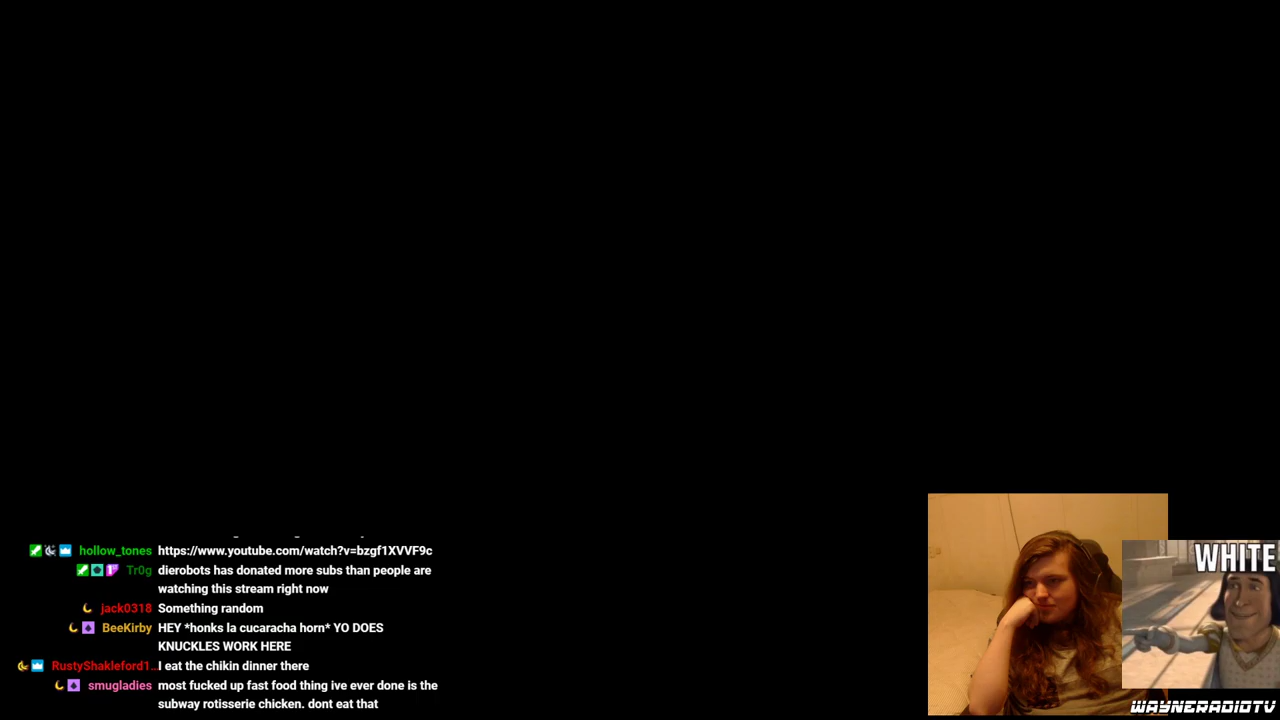 hollow_tones https://www.youtube.com/watch?v=bzgf1XVVF9c
Tr0g dierobots has donated more subs than people are
watching this stream right now
jack0318 Something random
BeeKirby HEY *honks la cucaracha horn* YO DOES
KNUCKLES WORK HERE
RustyShakleford1... I eat the chikin dinner there
smugladies most fucked up fast food thing ive ever done is the
subway rotisserie chicken. dont eat that
WHITE
WAYNERADIOTV